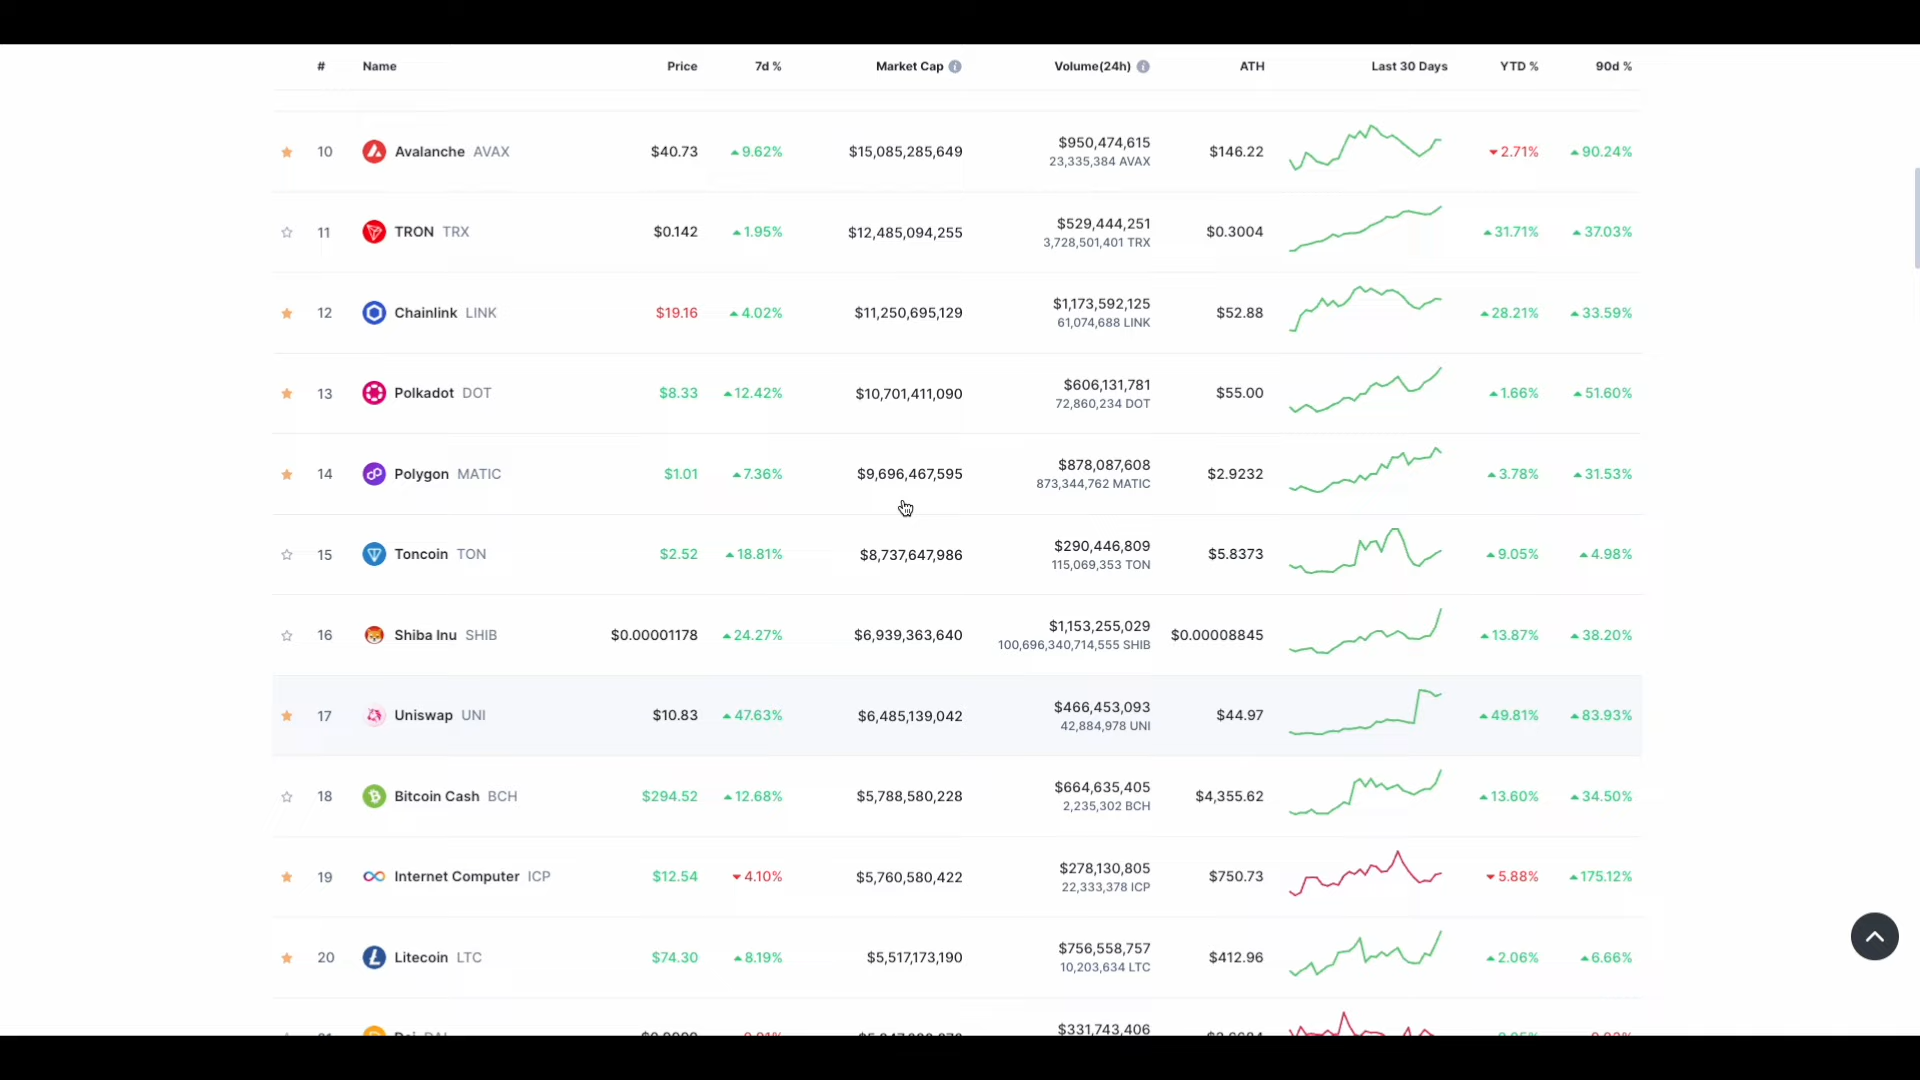 # Name Price 7d % Market Cap Volume(24h) ATH Last 30 Days YTD % 90d %
10 Avalanche AVAX $40.73 9.62% $15,085,285,649 $950,474,615 $146.22 2.71% 90.24%
23,335,384 AVAX
11 TRON TRX $0.142 1.95% $12,485,094,255 $529,444,251 $0.3004 31.71% 37.03%
3,728,501,401 TRX
12 Chainlink LINK $19.16 4.02% $11,250,695,129 $1,173,592,125 $52.88 28.21% 33.59%
61,074,688 LINK
13 Polkadot DOT $8.33 12.42% $10,701,411,090 $606,131,781 $55.00 1.66% 51.60%
72,860,234 DOT
14 Polygon MATIC $1.01 7.36% $9,696,467,595 $878,087,608 $2.9232 3.78% 31.53%
873,344,762 MATIC
15 Toncoin TON $2.52 18.81% $8,737,647,986 $290,446,809 $5.8373 9.05% 4.98%
115,069,353 TON
16 Shiba Inu SHIB $0.00001178 24.27% $6,939,363,640 $1,153,255,029 $0.00008845 13.87% 38.20%
100,696,340,714,555 SHIB
17 Uniswap UNI $10.83 47.63% $6,485,139,042 $466,453,093 $44.97 49.81% 83.93%
42,884,978 UNI
18 Bitcoin Cash BCH $294.52 12.68% $5,788,580,228 $664,635,405 $4,355.62 13.60% 34.50%
2,235,302 BCH
19 Internet Computer ICP $12.54 4.10% $5,760,580,422 $278,130,805 $750.73 5.88% 175.12%
22,333,378 ICP
20 Litecoin LTC $74.30 8.19% $5,517,173,190 $756,558,757 $412.96 2.06% 6.66%
10,203,634 LTC
$331,743,406